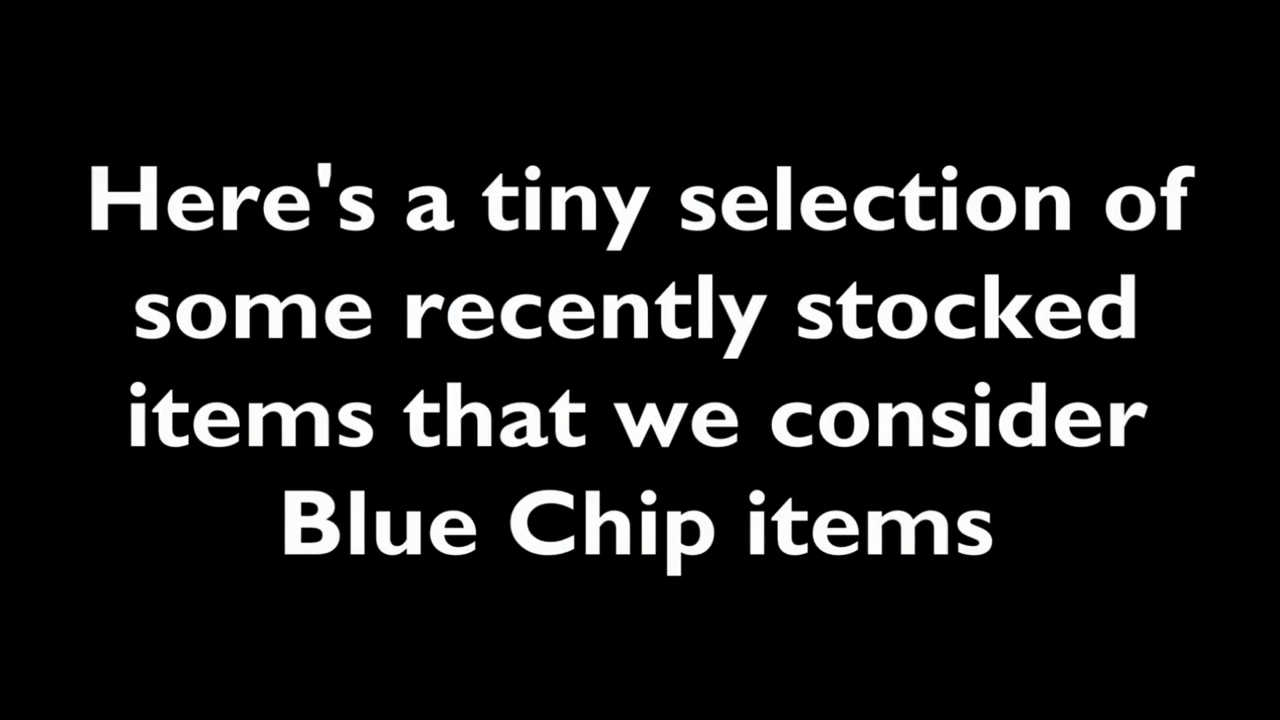 Here's a tiny selection of
some recently stocked
items that we consider
Blue Chip items